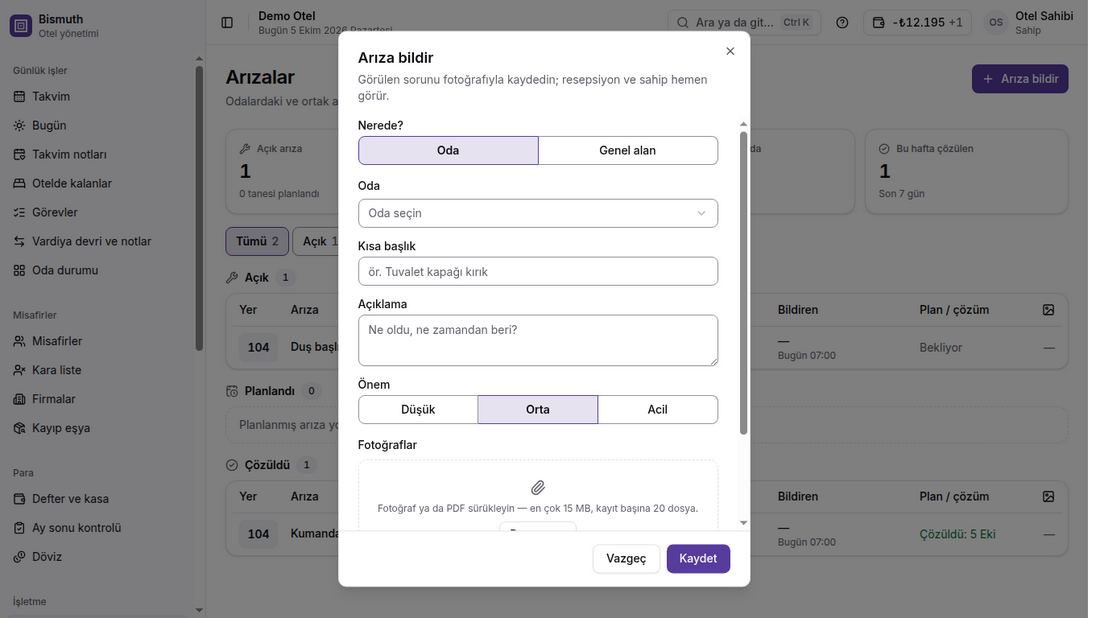 Bismuth
Otel yönetimi
Günlük işler
Takvim
Bugün
Takvim notları
Otelde kalanlar
Görevler
Vardiya devri ve notlar
Oda durumu
Misafirler
Misafirler
Kara liste
Firmalar
Kayıp eşya
Para
Defter ve kasa
Ay sonu kontrolü
Döviz
İşletme
Demo Otel
Bugün 5 Ekim 2026 Pazartesi
Ara ya da git... Ctrl K
-₺12.195 +1
OS
Otel Sahibi
Sahip
Arızalar
Odalardaki ve ortak a
Arıza bildir
Açık arıza
1
0 tanesi planlandı
da
Bu hafta çözülen
1
Son 7 gün
Tümü 2
Açık 1
Açık 1
Yer Arıza Bildiren Plan / çözüm
104 Duş başl — Bekliyor —
Bugün 07:00
Planlandı 0
Planlanmış arıza yo
Çözüldü 1
Yer Arıza Bildiren Plan / çözüm
104 Kumanda — Çözüldü: 5 Eki —
Bugün 07:00
Arıza bildir
Görülen sorunu fotoğrafıyla kaydedin; resepsiyon ve sahip hemen
görür.
Nerede?
Oda Genel alan
Oda
Oda seçin
Kısa başlık
ör. Tuvalet kapağı kırık
Açıklama
Ne oldu, ne zamandan beri?
Önem
Düşük Orta Acil
Fotoğraflar
Fotoğraf ya da PDF sürükleyin — en çok 15 MB, kayıt başına 20 dosya.
Vazgeç Kaydet